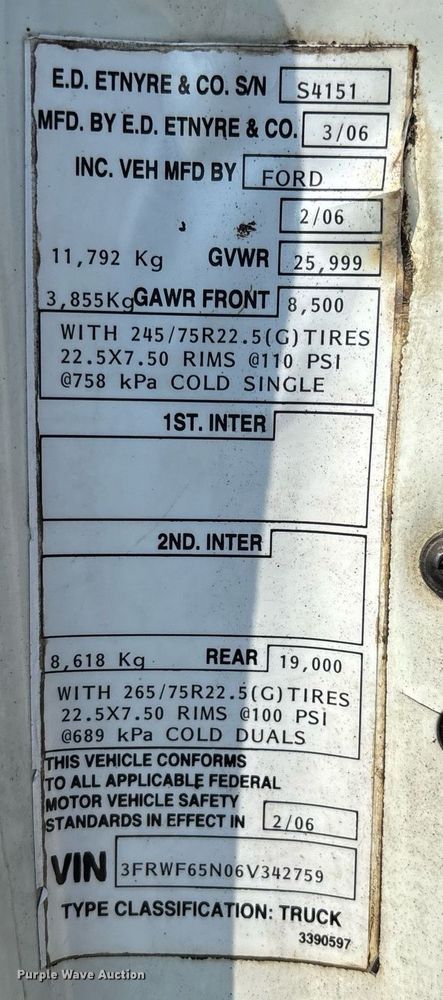 E.D. ETNYRE & CO. S/N S4151
MFD. BY E.D. ETNYRE & CO. 3/06
INC. VEH MFD BY FORD
2/06
11,792 Kg GVWR 25,999
3,855Kg GAWR FRONT 8,500
WITH 245/75R22.5(G)TIRES
22.5X7.50 RIMS @110 PSI
@758 kPa COLD SINGLE
1ST. INTER
2ND. INTER
8,618 Kg REAR 19,000
WITH 265/75R22.5(G)TIRES
22.5X7.50 RIMS @100 PSI
@689 kPa COLD DUALS
THIS VEHICLE CONFORMS
TO ALL APPLICABLE FEDERAL
MOTOR VEHICLE SAFETY
STANDARDS IN EFFECT IN 2/06
VIN 3FRWF65N06V342759
TYPE CLASSIFICATION: TRUCK
3390597
Purple Wave Auction